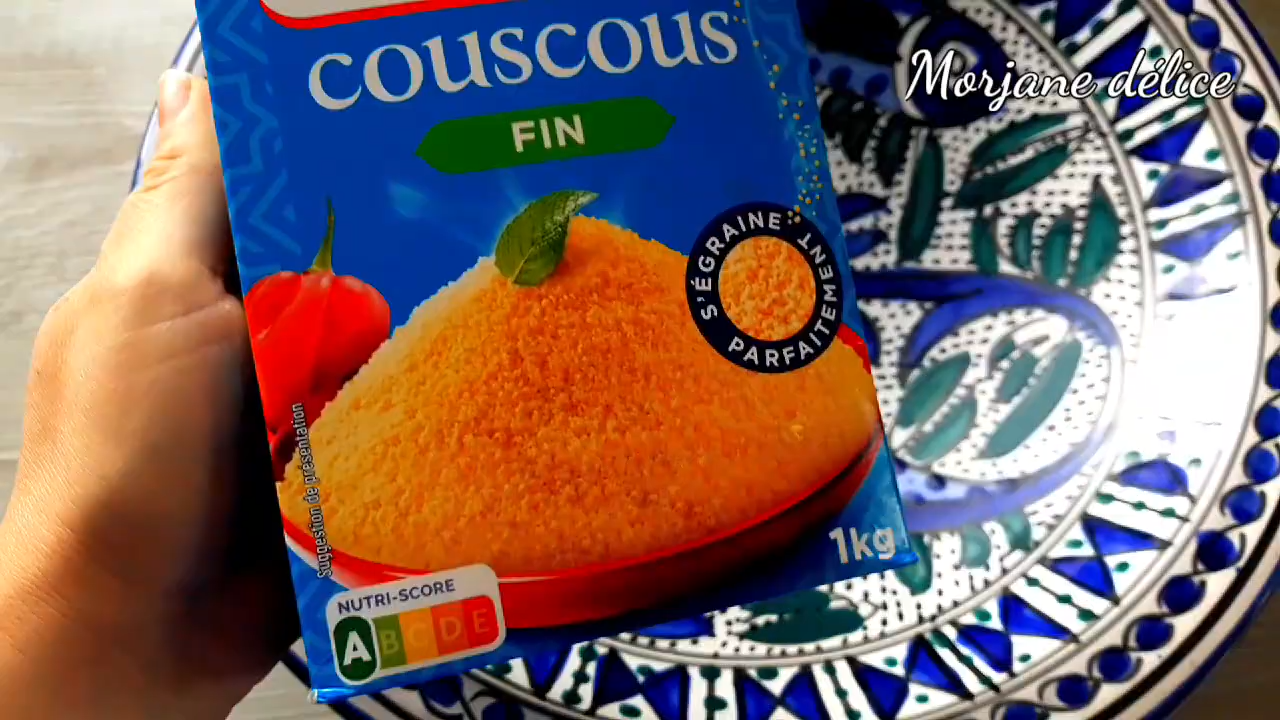 couscous
FIN
Morjane délice
S'ÉGRAINE PARFAITEMENT
Suggestion de présentation
1kg
NUTRI-SCORE
A B C D E